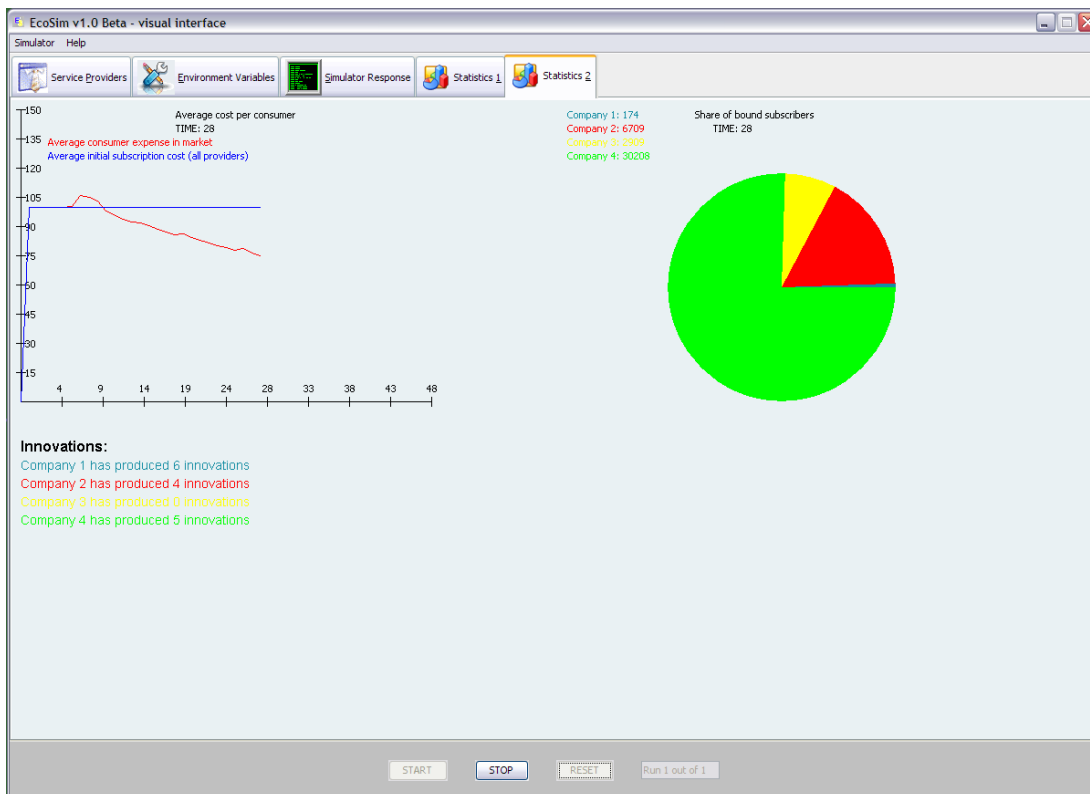 EcoSim v1.0 Beta - visual interface
Simulator Help
Service Providers
Environment Variables
Simulator Response
Statistics 1
Statistics 2
Average cost per consumer
TIME: 28
Average consumer expense in market
Average initial subscription cost (all providers)
150
135
120
105
90
75
60
45
30
15
4 9 14 19 24 28 33 38 43 48
Company 1: 174
Company 2: 6709
Company 3: 2906
Company 4: 30208
Share of bound subscribers
TIME: 28
Innovations:
Company 1 has produced 6 innovations
Company 2 has produced 4 innovations
Company 3 has produced 0 innovations
Company 4 has produced 5 innovations
START
STOP
RESET
Run 1 out of 1